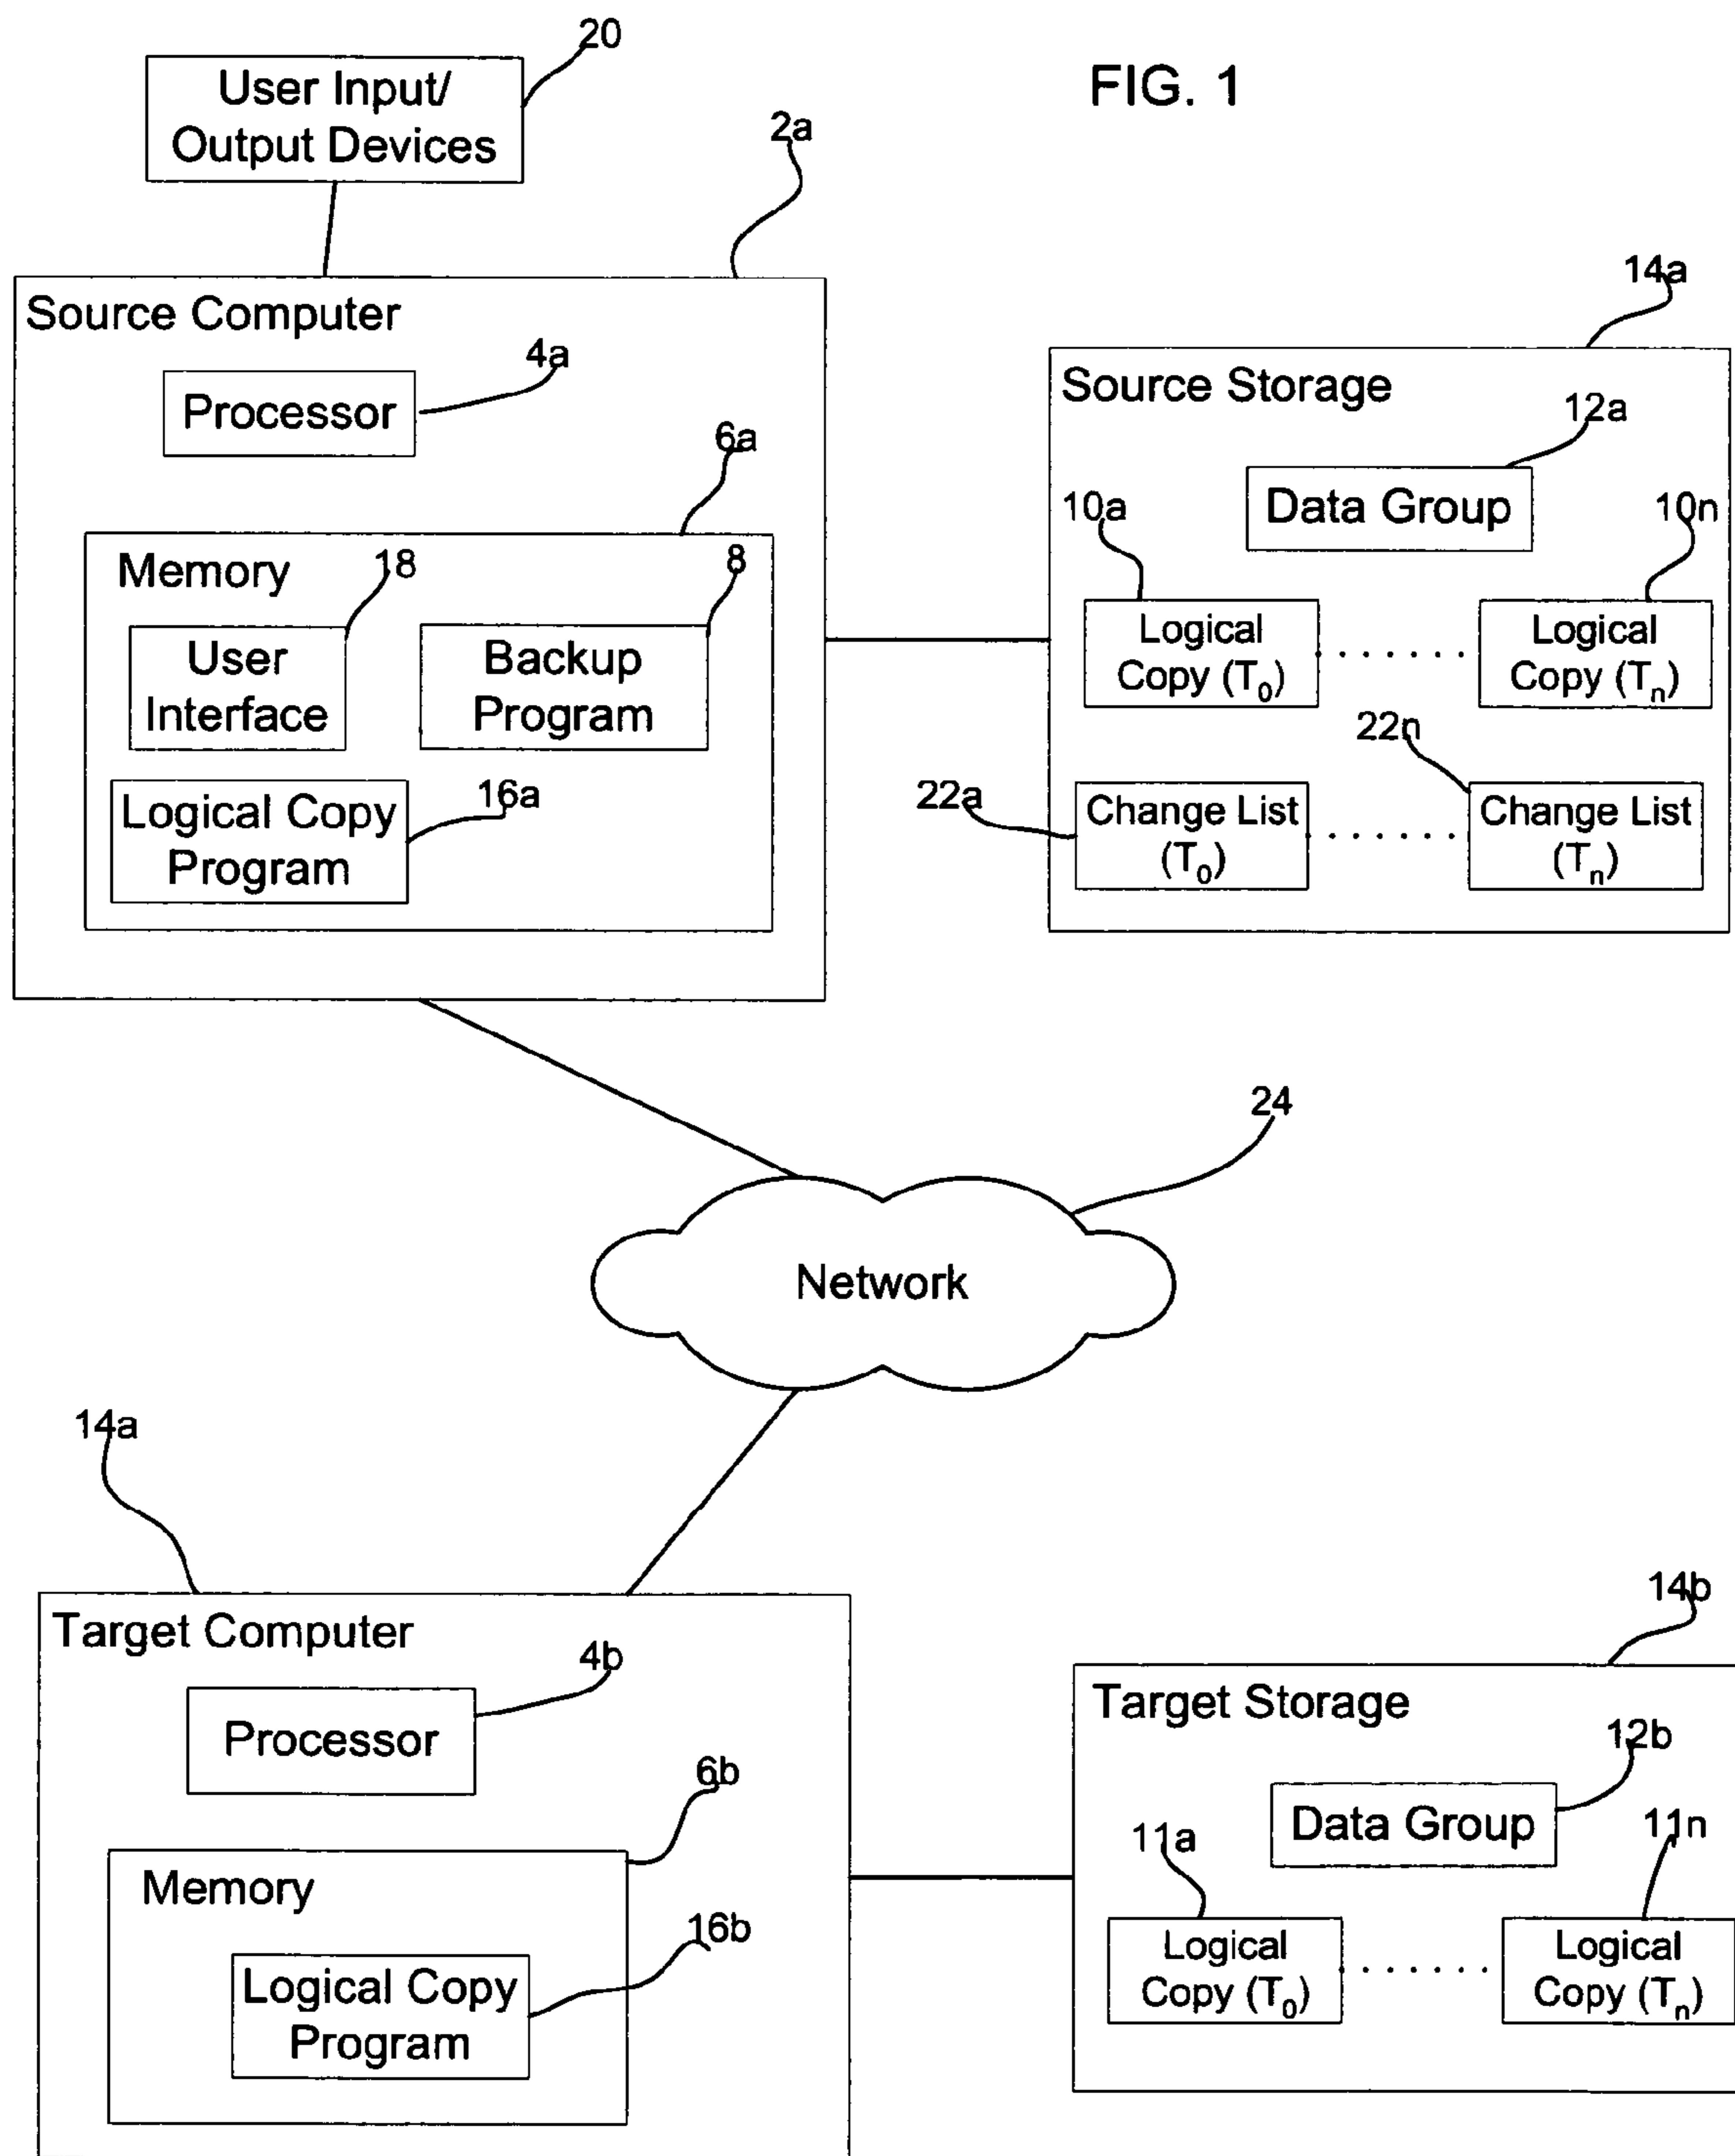 20
User Input/
Output Devices
FIG. 1
2a
Source Computer
4a
Processor
6a
Memory
18
User
Interface
8
Backup
Program
16a
Logical Copy
Program
14a
Source Storage
12a
Data Group
10a
Logical
Copy (T0)
. . . . . . .
10n
Logical
Copy (Tn)
22a
Change List
(T0)
. . . . . . .
22n
Change List
(Tn)
24
Network
14a
Target Computer
4b
Processor
6b
Memory
16b
Logical Copy
Program
14b
Target Storage
12b
Data Group
11a
Logical
Copy (T0)
. . . . . . .
11n
Logical
Copy (Tn)